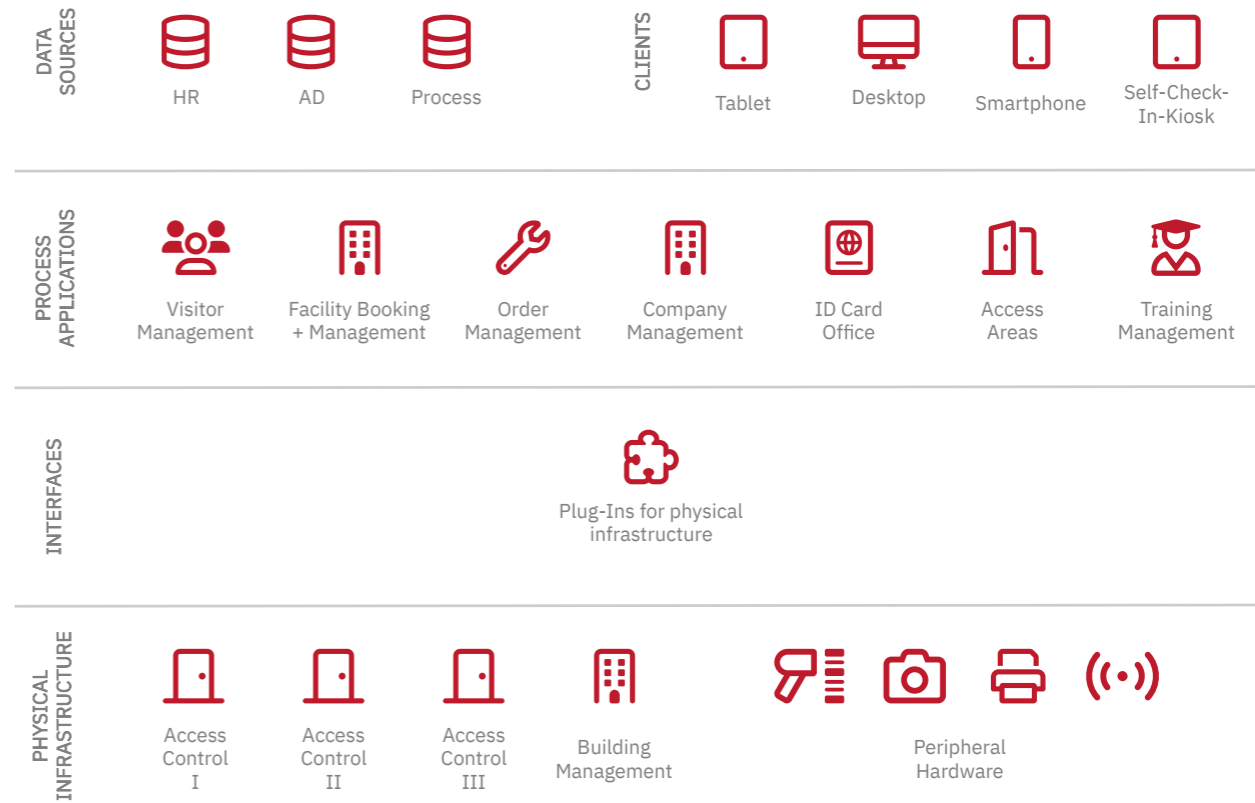 DATA
SOURCES
HR
AD
Process
CLIENTS
Tablet
Desktop
Smartphone
Self-Check-
In-Kiosk
PROCESS
APPLICATIONS
Visitor
Management
Facility Booking
+ Management
Order
Management
Company
Management
ID Card
Office
Access
Areas
Training
Management
INTERFACES
Plug-Ins for physical
infrastructure
PHYSICAL
INFRASTRUCTURE
Access
Control
I
Access
Control
II
Access
Control
III
Building
Management
Peripheral
Hardware